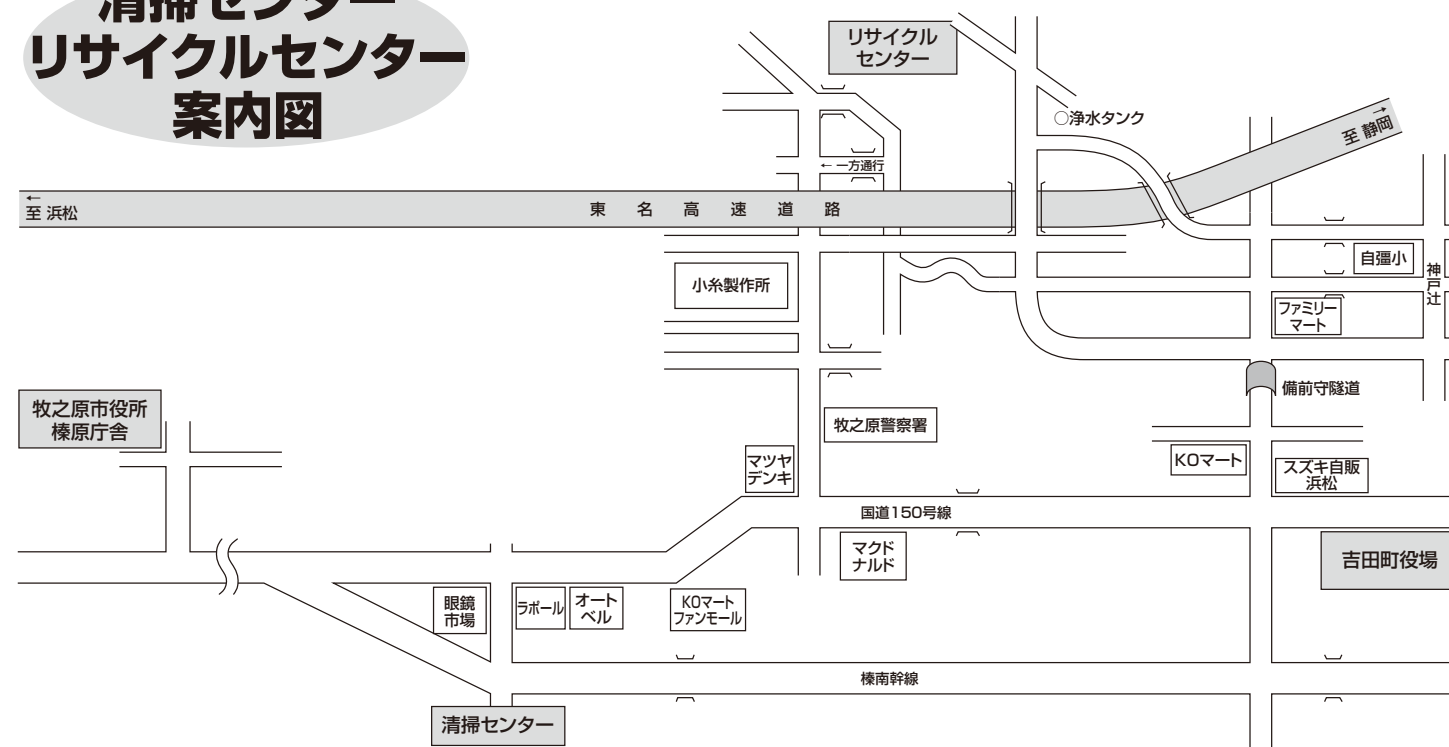 清掃センター
リサイクルセンター
案内図
リサイクル
センター
○浄水タンク
→
至 静岡
← 一方通行
←
至 浜松
東名高速道路
小糸製作所
自彊小
神戸辻
ファミリー
マート
備前守隧道
牧之原市役所
榛原庁舎
牧之原警察署
マツヤ
デンキ
KOマート
スズキ自販
浜松
国道150号線
マクド
ナルド
吉田町役場
眼鏡
市場
ラポール
オート
ベル
KOマート
ファンモール
榛南幹線
清掃センター